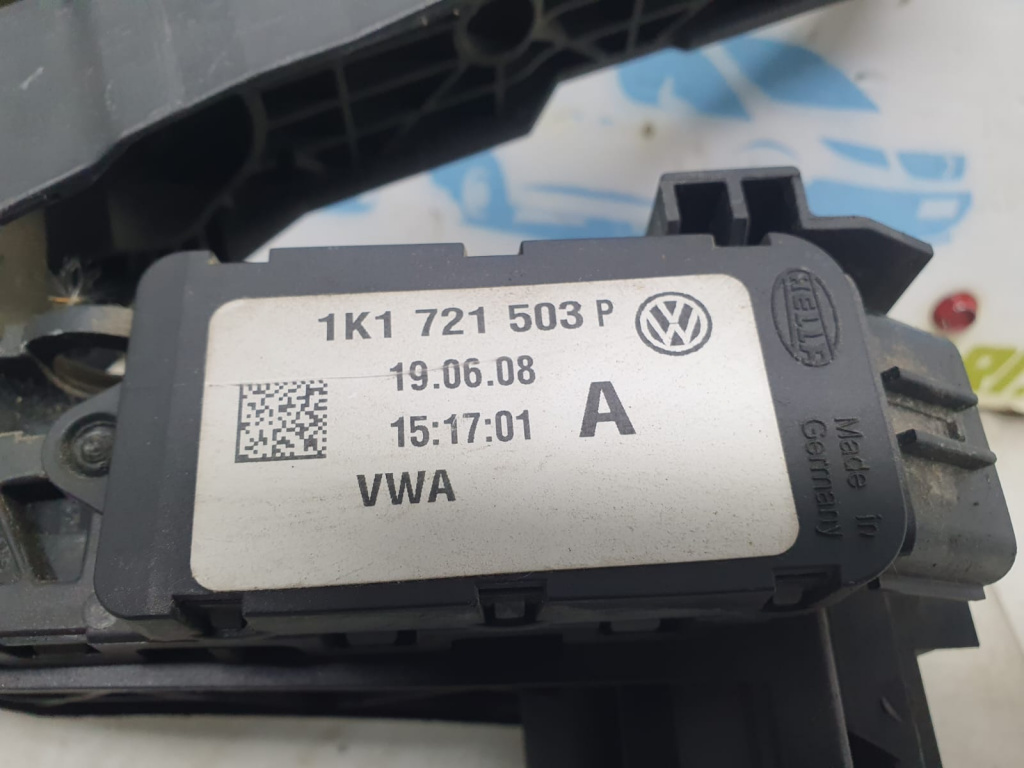 1K1 721 503 P
19.06.08
15:17:01
A
VWA
HELLA
Made in
Germany